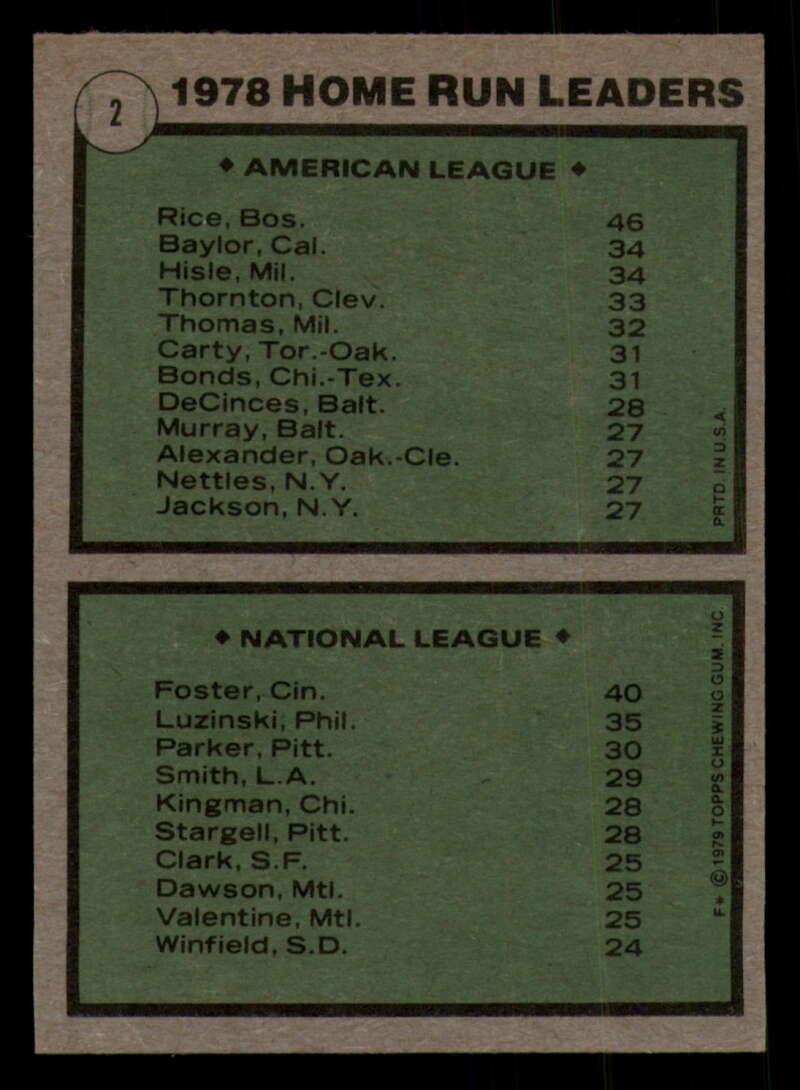 2
1978 HOME RUN LEADERS
♦ AMERICAN LEAGUE ♦
Rice, Bos. 46
Baylor, Cal. 34
Hisle, Mil. 34
Thornton, Clev. 33
Thomas, Mil. 32
Carty, Tor.-Oak. 31
Bonds, Chi.-Tex. 31
DeCinces, Balt. 28
Murray, Balt. 27
Alexander, Oak.-Cle. 27
Nettles, N.Y. 27
Jackson, N.Y. 27
PRTD. IN U.S.A.
♦ NATIONAL LEAGUE ♦
Foster, Cin. 40
Luzinski, Phil. 35
Parker, Pitt. 30
Smith, L.A. 29
Kingman, Chi. 28
Stargell, Pitt. 28
Clark, S.F. 25
Dawson, Mtl. 25
Valentine, Mtl. 25
Winfield, S.D. 24
F* © 1979 TOPPS CHEWING GUM, INC.